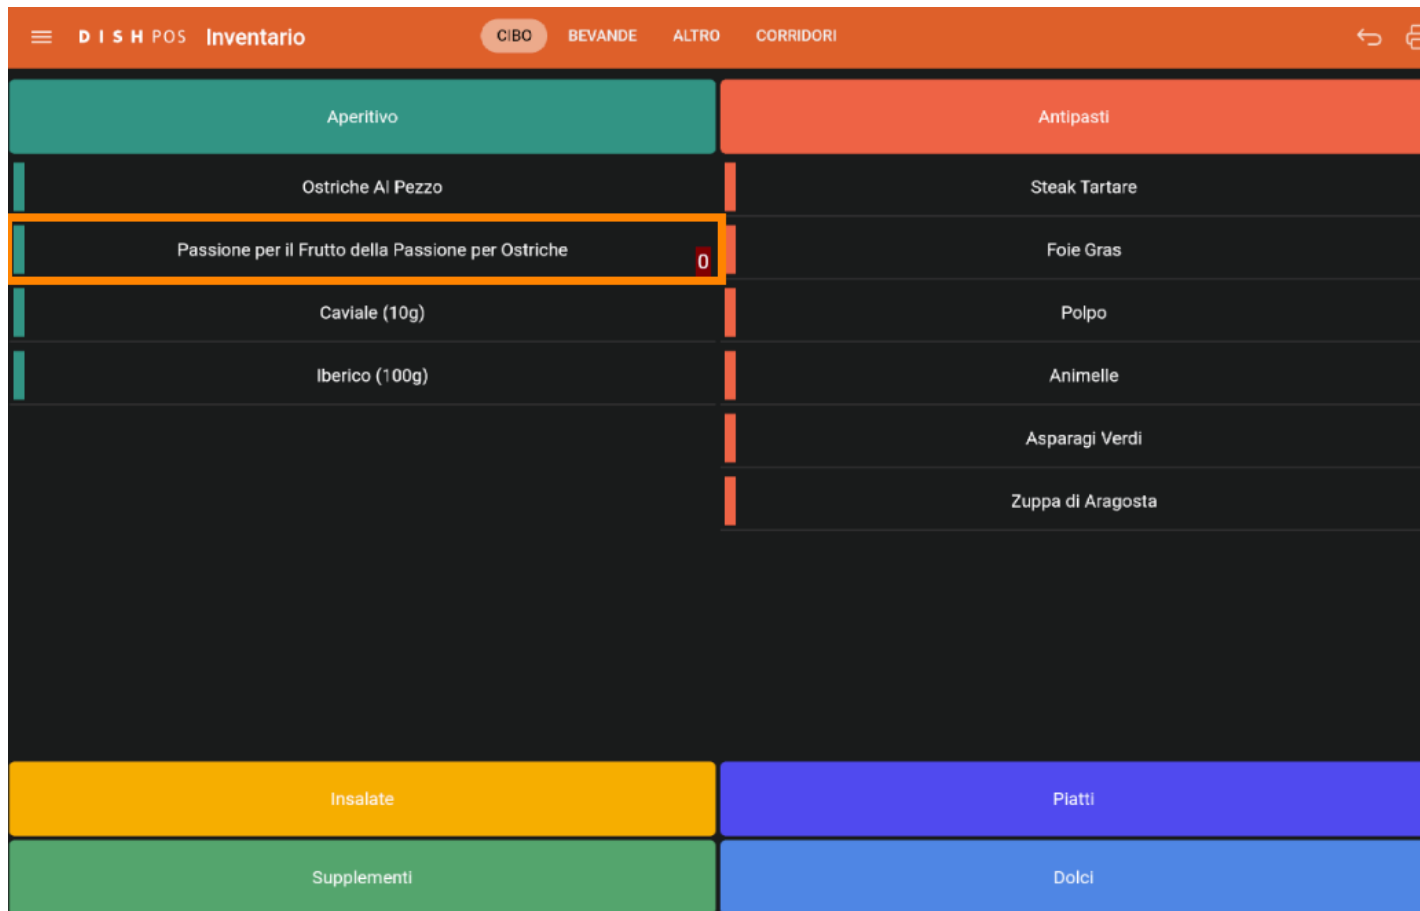 DISH POS Inventario CIBO BEVANDE ALTRO CORRIDORI
Aperitivo
Ostriche Al Pezzo
Passione per il Frutto della Passione per Ostriche
0
Caviale (10g)
Iberico (100g)
Antipasti
Steak Tartare
Foie Gras
Polpo
Animelle
Asparagi Verdi
Zuppa di Aragosta
Insalate
Piatti
Supplementi
Dolci